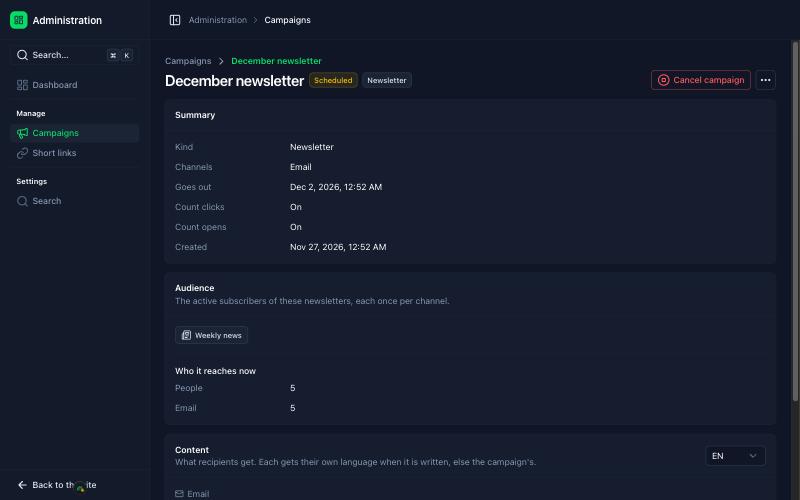 Administration
Search...
⌘ K
Dashboard
Manage
Campaigns
Short links
Settings
Search
Back to the
Administration > Campaigns
Campaigns > December newsletter
December newsletter
Scheduled
Newsletter
Cancel campaign
Summary
Kind Newsletter
Channels Email
Goes out Dec 2, 2026, 12:52 AM
Count clicks On
Count opens On
Created Nov 27, 2026, 12:52 AM
Audience
The active subscribers of these newsletters, each once per channel.
Weekly news
Who it reaches now
People 5
Email 5
Content
What recipients get. Each gets their own language when it is written, else the campaign's.
EN
Email